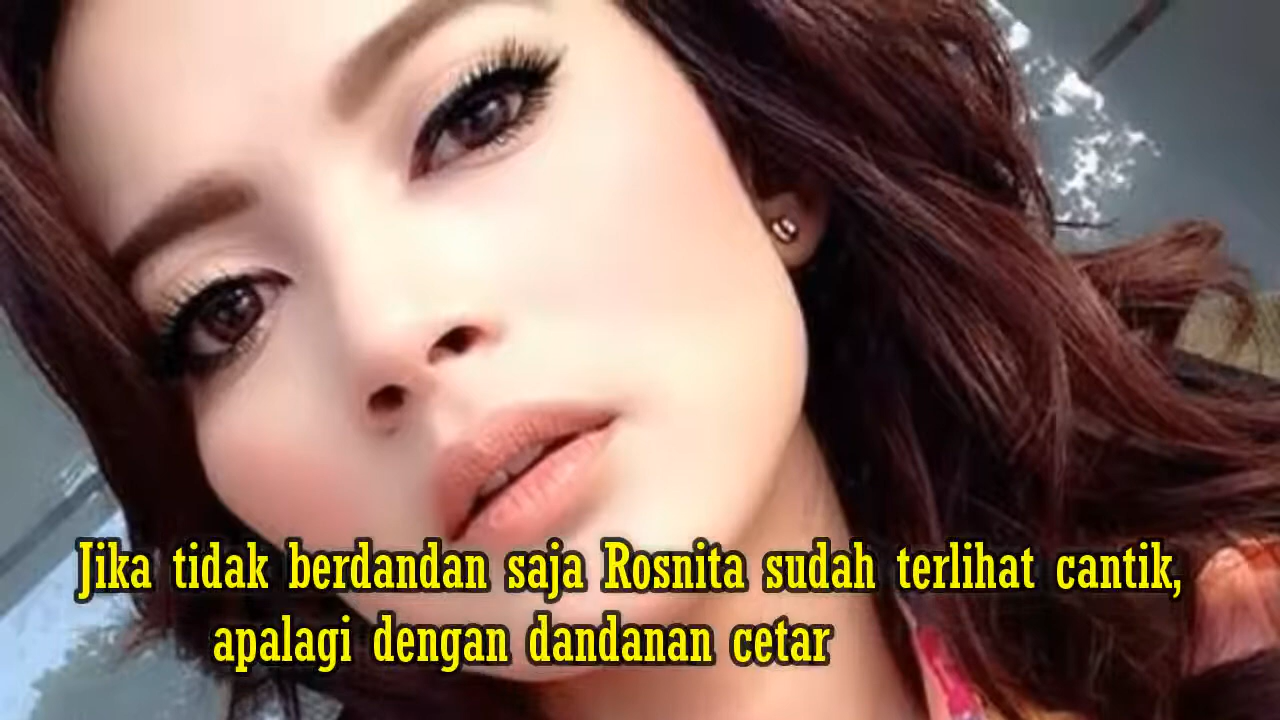 Jika tidak berdandan saja Rosnita sudah terlihat cantik,
apalagi dengan dandanan cetar